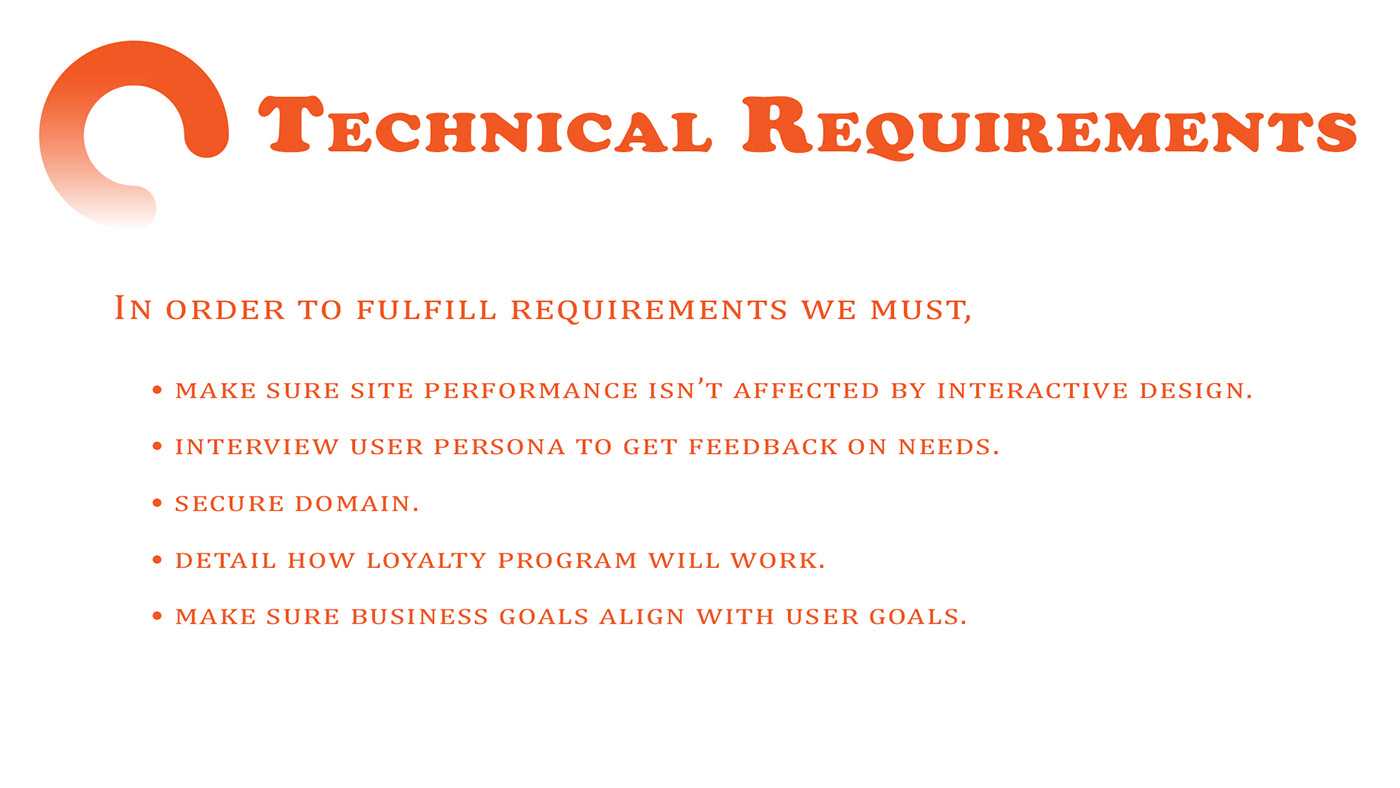 Technical Requirements
In order to fulfill requirements we must,
• make sure site performance isn’t affected by interactive design.
• interview user persona to get feedback on needs.
• secure domain.
• detail how loyalty program will work.
• make sure business goals align with user goals.